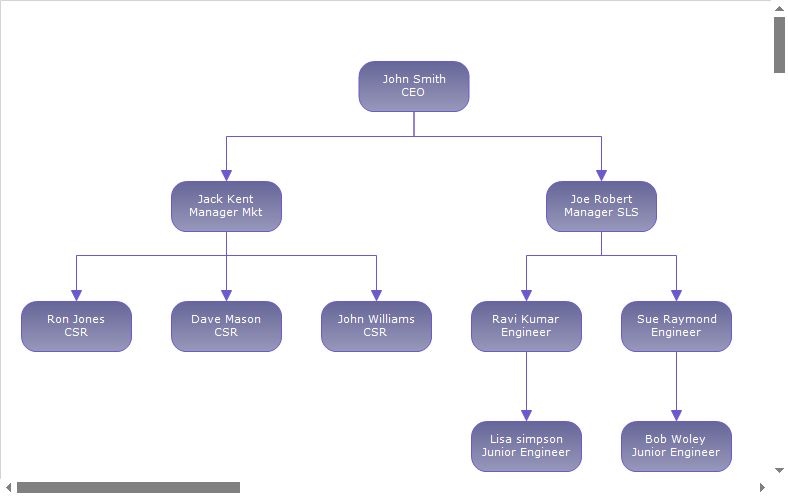 John Smith
CEO
Jack Kent
Manager Mkt
Joe Robert
Manager SLS
Ron Jones
CSR
Dave Mason
CSR
John Williams
CSR
Ravi Kumar
Engineer
Sue Raymond
Engineer
Lisa simpson
Junior Engineer
Bob Woley
Junior Engineer